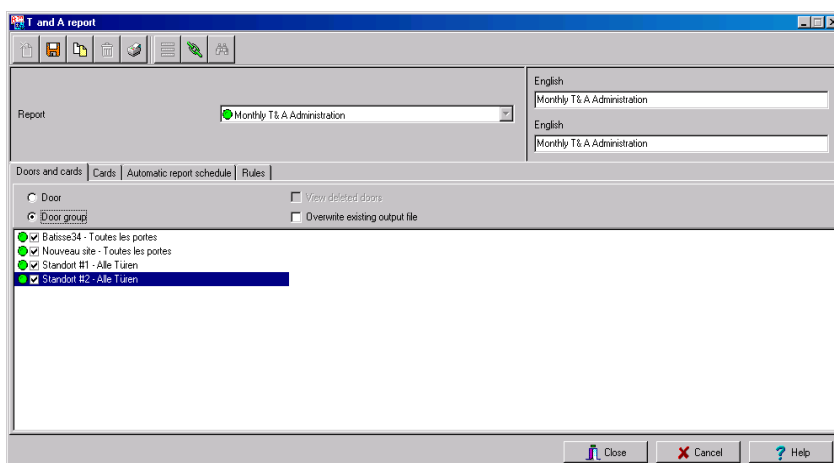 T and A report
English
Monthly T& A Administration
Report
Monthly T& A Administration
English
Monthly T& A Administration
Doors and cards
Cards
Automatic report schedule
Rules
Door
View deleted doors
Door group
Overwrite existing output file
Batisse34 - Toutes les portes
Nouveau site - Toutes les portes
Standort #1 - Alle Türen
Standort #2 - Alle Türen
Close
Cancel
Help